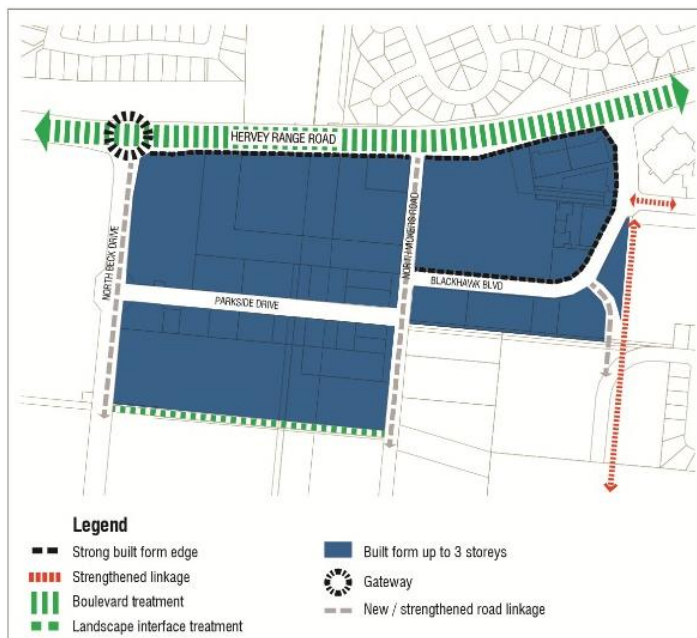 HERVEY RANGE ROAD
NORTH BECK DRIVE
NORTH VICKERS ROAD
BLACKHAWK BLVD
PARKSIDE DRIVE
Legend
Strong built form edge
Strengthened linkage
Boulevard treatment
Landscape interface treatment
Built form up to 3 storeys
Gateway
New / strengthened road linkage